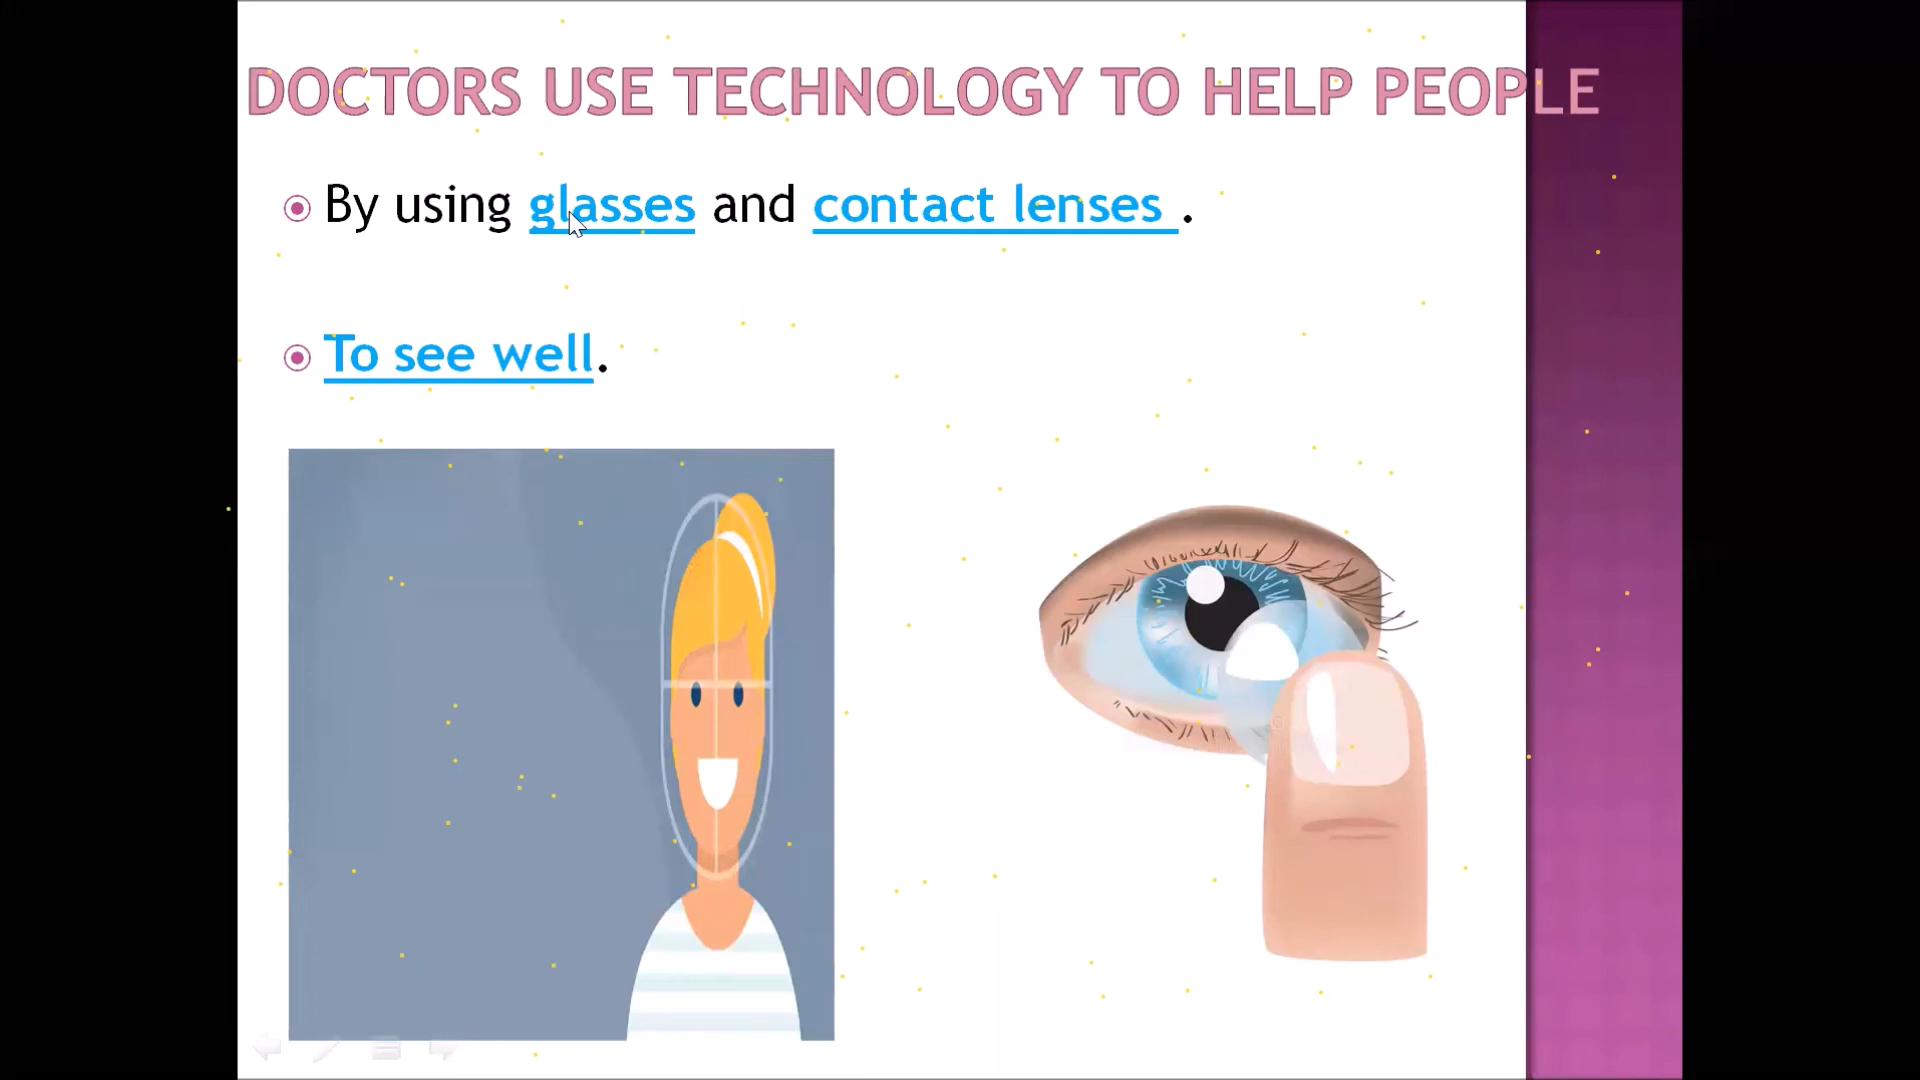 DOCTORS USE TECHNOLOGY TO HELP PEOPLE
By using glasses and contact lenses .
To see well.